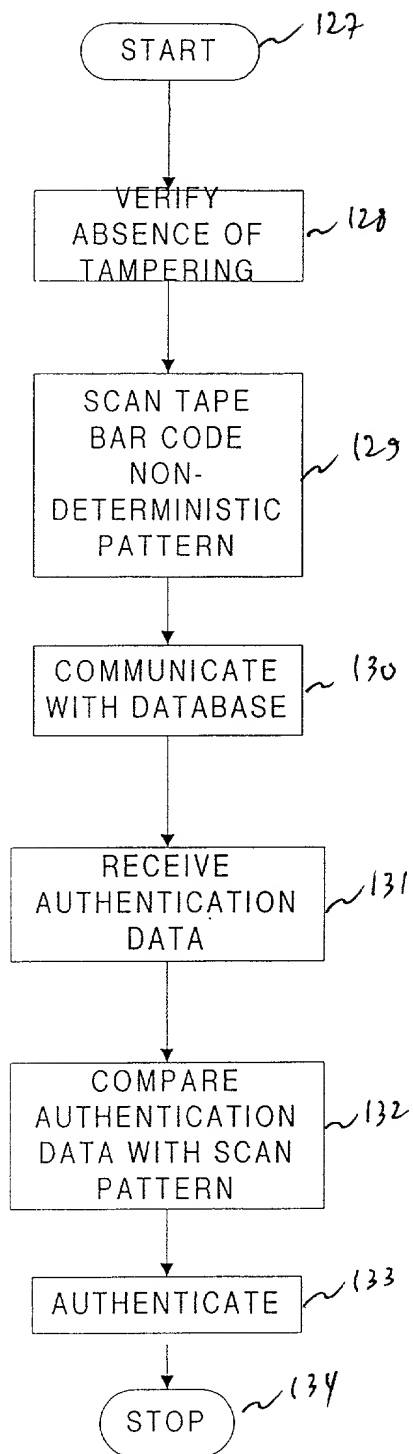 START
127
VERIFY
ABSENCE OF
TAMPERING
128
SCAN TAPE
BAR CODE
NON-
DETERMINISTIC
PATTERN
129
COMMUNICATE
WITH DATABASE
130
RECEIVE
AUTHENTICATION
DATA
131
COMPARE
AUTHENTICATION
DATA WITH SCAN
PATTERN
132
AUTHENTICATE
133
STOP
134